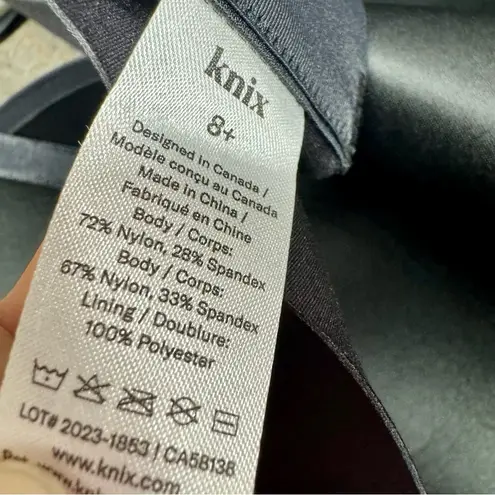 knix
8+
Designed in Canada /
Modèle conçu au Canada
Made in China /
Fabriqué en Chine
Body / Corps:
72% Nylon, 28% Spandex
Body / Corps:
67% Nylon, 33% Spandex
Lining / Doublure:
100% Polyester
LOT# 2023-1853 | CA58138
www.knix.com